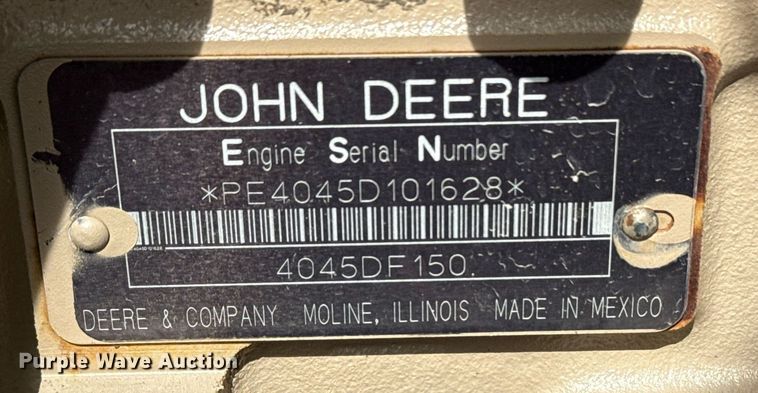 JOHN DEERE
Engine Serial Number
*PE4045D101628*
4045DF150.
DEERE & COMPANY MOLINE, ILLINOIS MADE IN MEXICO
Purple Wave Auction